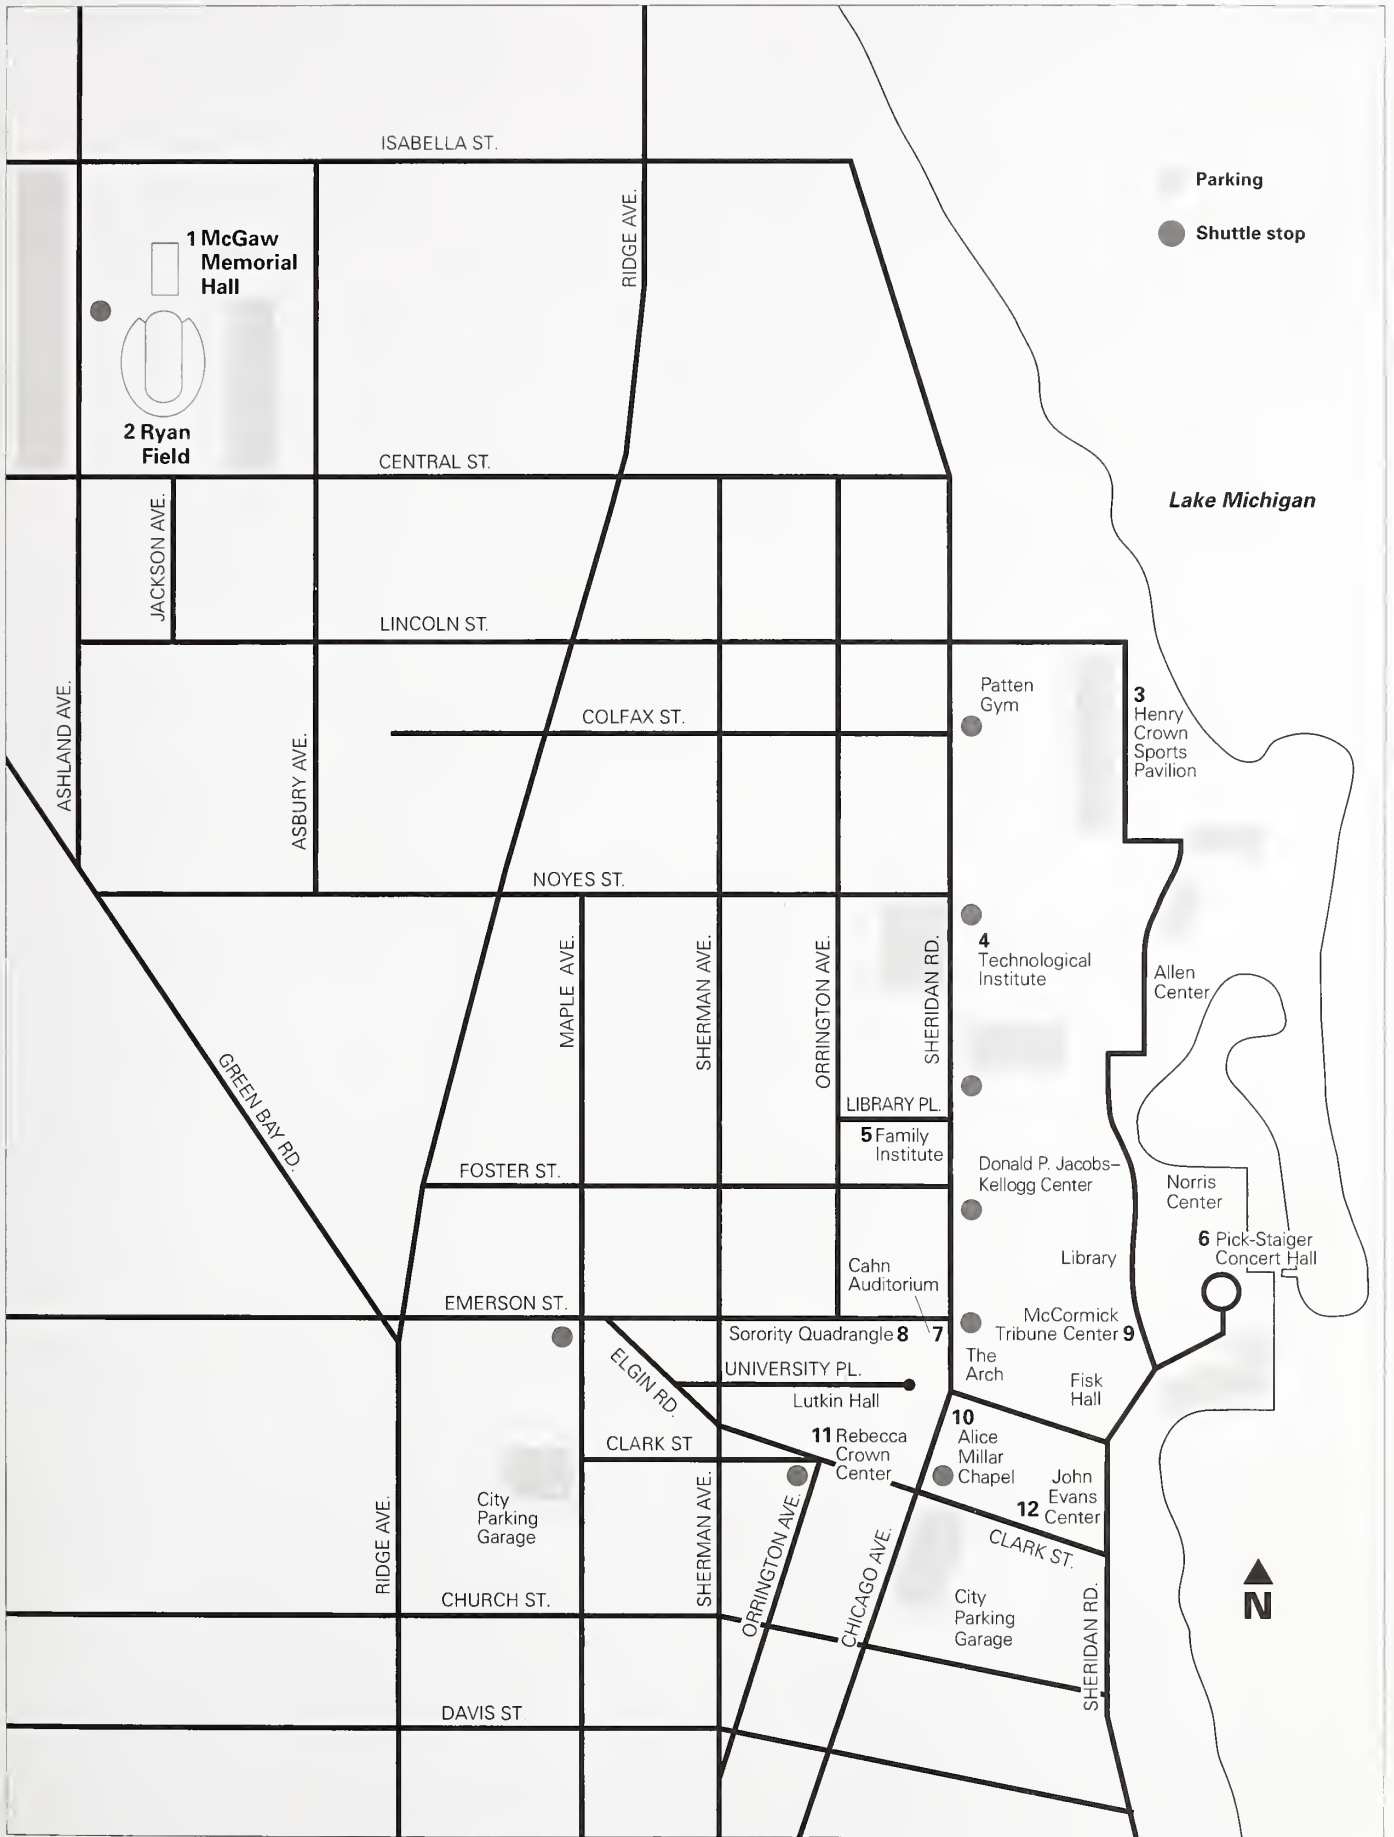 ISABELLA ST.
RIDGE AVE.
Parking
Shuttle stop
1 McGaw
Memorial
Hall
2 Ryan
Field
CENTRAL ST.
Lake Michigan
JACKSON AVE.
LINCOLN ST.
ASHLAND AVE.
ASBURY AVE.
COLFAX ST.
Patten
Gym
3
Henry
Crown
Sports
Pavilion
NOYES ST.
MAPLE AVE.
SHERMAN AVE.
ORRINGTON AVE.
SHERIDAN RD.
4
Technological
Institute
Allen
Center
GREEN BAY RD.
LIBRARY PL.
5 Family
Institute
FOSTER ST.
Donald P. Jacobs–
Kellogg Center
Norris
Center
6 Pick-Staiger
Concert Hall
Library
Cahn
Auditorium
EMERSON ST.
Sorority Quadrangle 8
7
McCormick
Tribune Center 9
The
Arch
ELGIN RD.
UNIVERSITY PL.
Lutkin Hall
Fisk
Hall
10
Alice
Millar
Chapel
11 Rebecca
Crown
Center
CLARK ST
John
Evans
12 Center
City
Parking
Garage
RIDGE AVE.
SHERMAN AVE.
ORRINGTON AVE.
CHICAGO AVE.
CLARK ST.
City
Parking
Garage
SHERIDAN RD.
N
CHURCH ST.
DAVIS ST